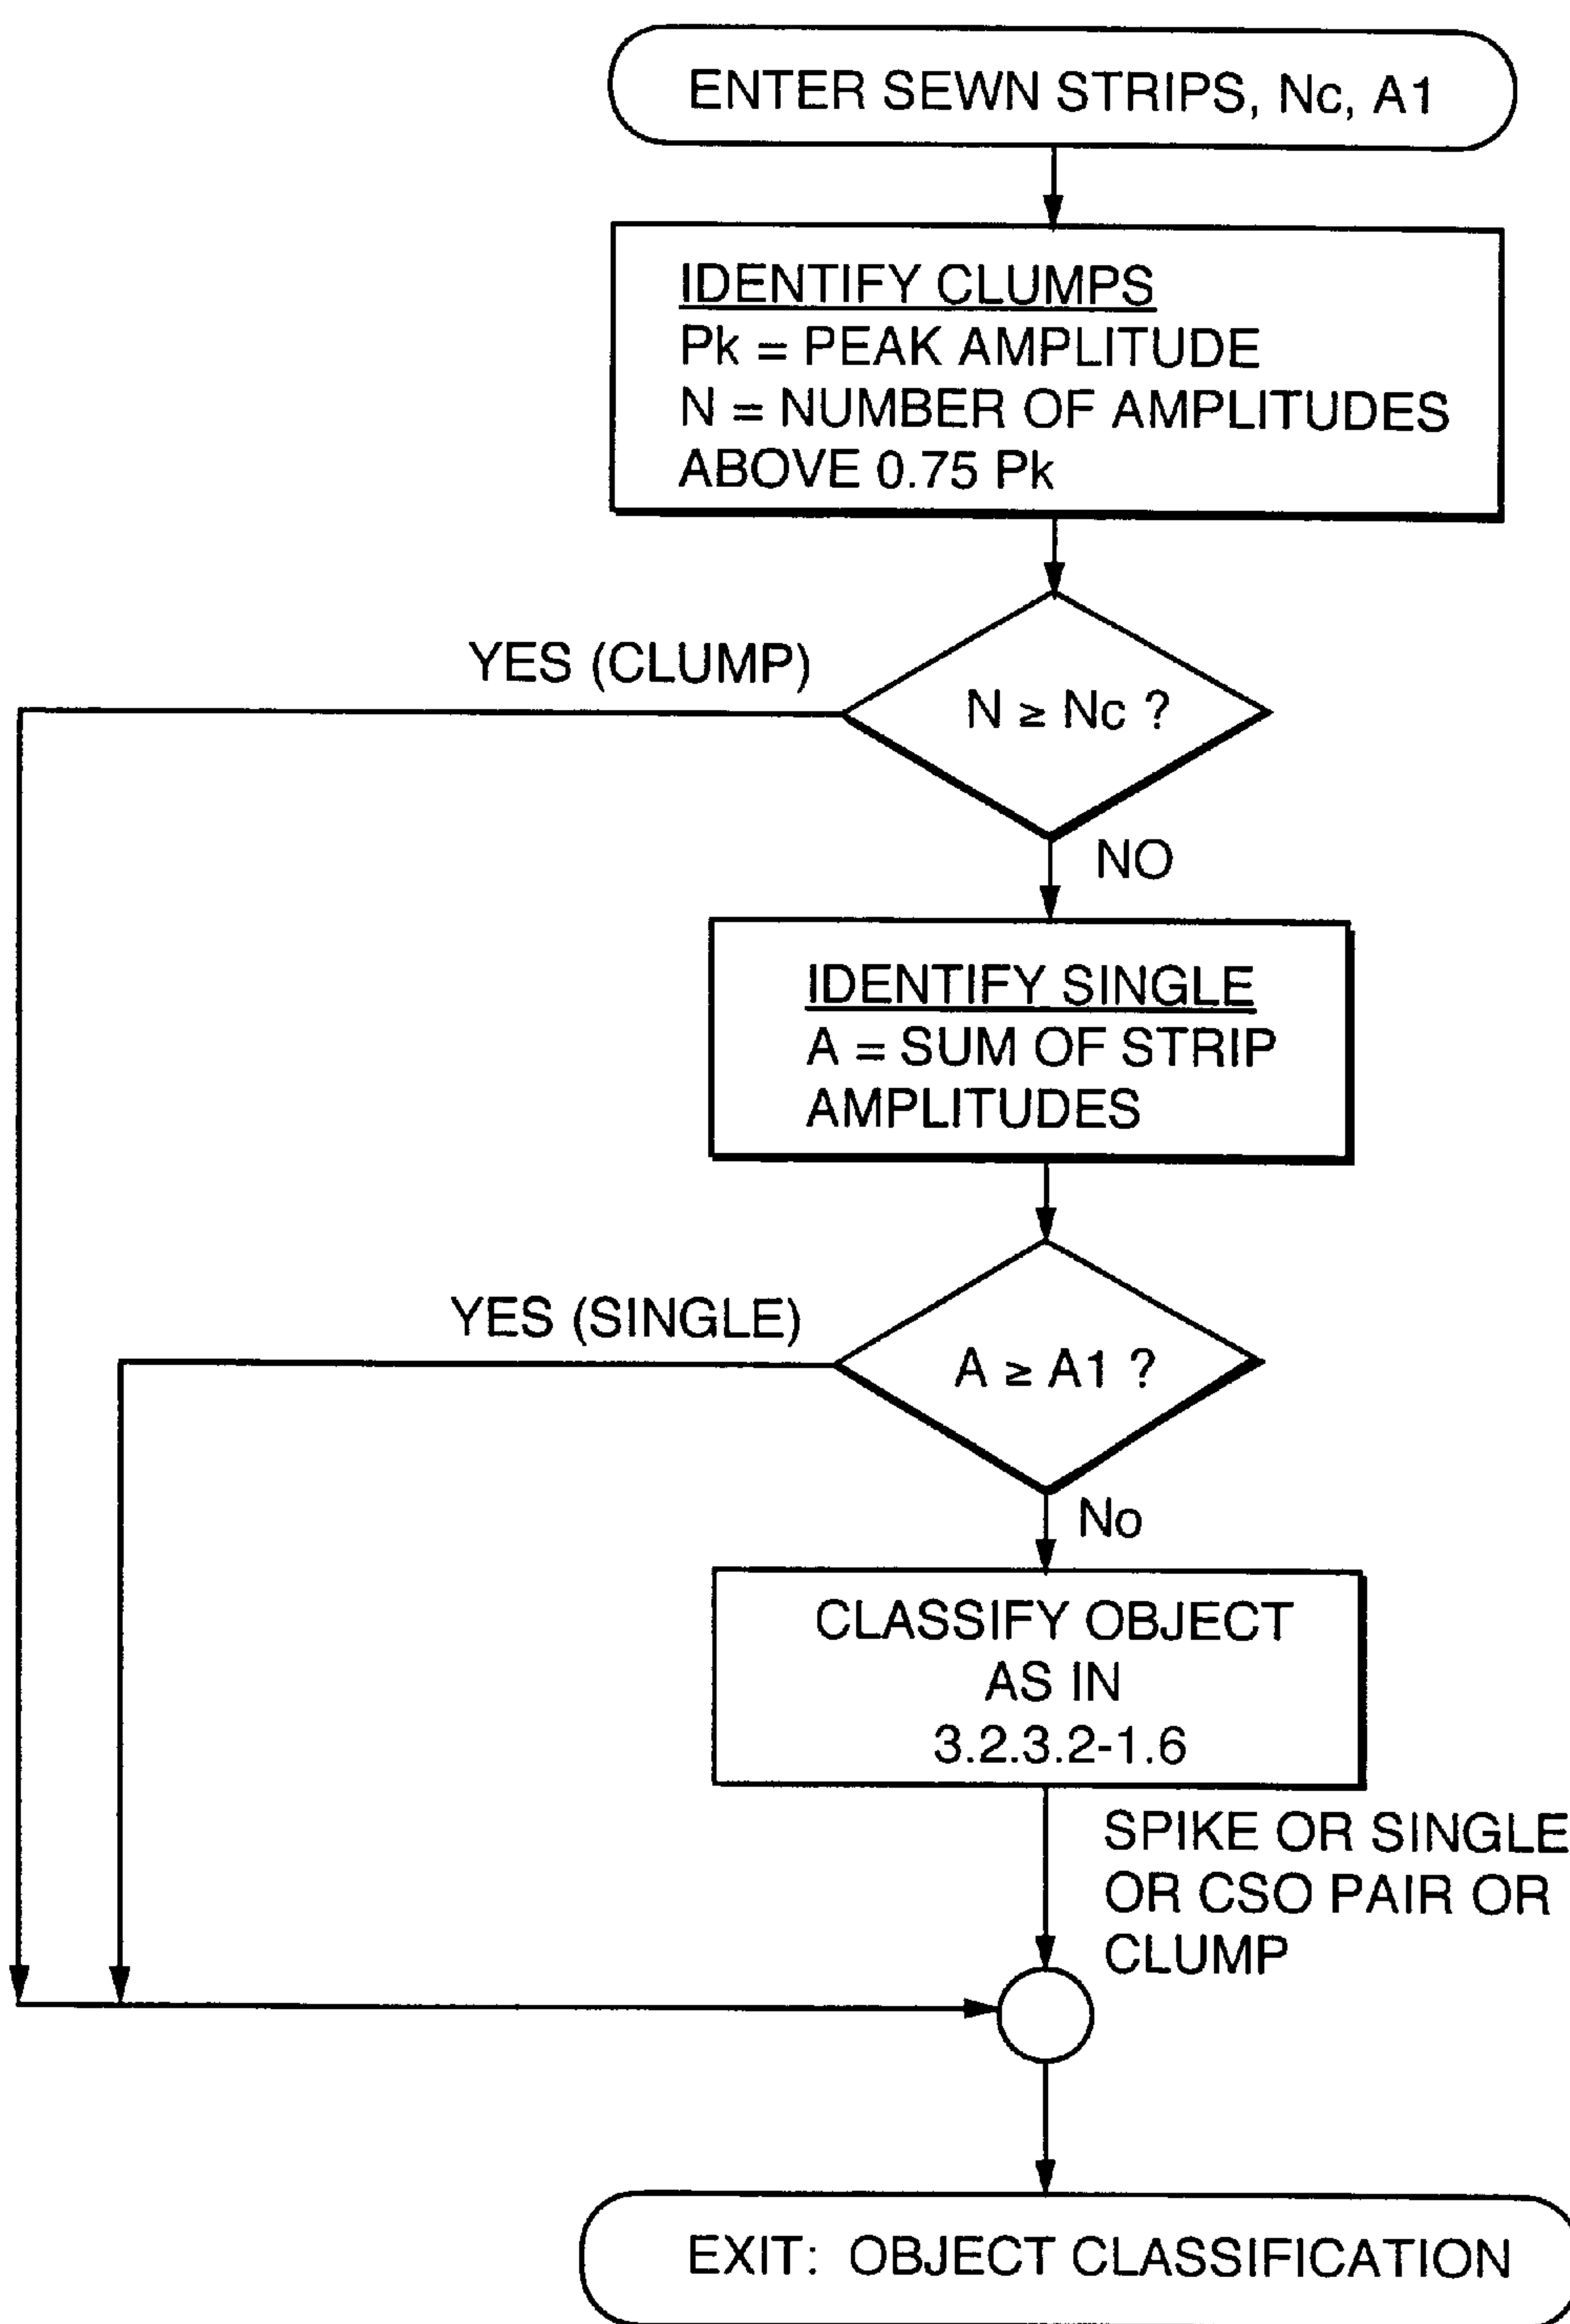 ENTER SEWN STRIPS, Nc, A1
IDENTIFY CLUMPS
Pk = PEAK AMPLITUDE
N = NUMBER OF AMPLITUDES
ABOVE 0.75 Pk
YES (CLUMP)
N ≥ Nc ?
NO
IDENTIFY SINGLE
A = SUM OF STRIP
AMPLITUDES
YES (SINGLE)
A ≥ A1 ?
No
CLASSIFY OBJECT
AS IN
3.2.3.2-1.6
SPIKE OR SINGLE
OR CSO PAIR OR
CLUMP
EXIT: OBJECT CLASSIFICATION